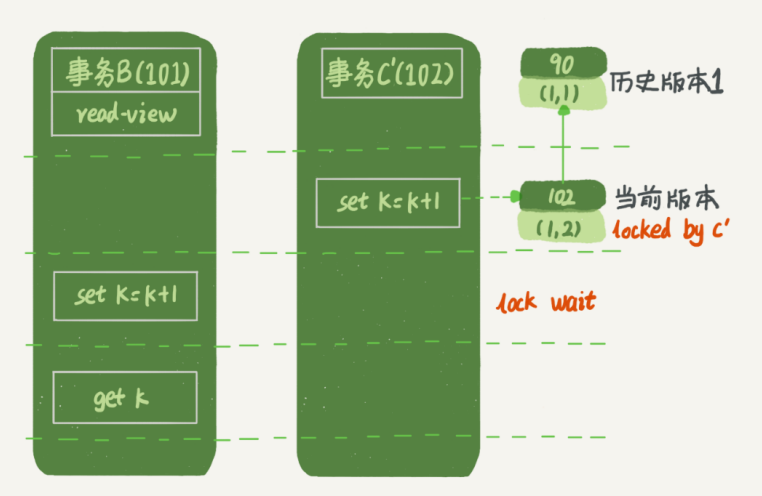 事务B(101)
read-view
set k=k+1
get k
事务C'(102)
set k=k+1
90
(1,1)
历史版本1
102
(1,2)
当前版本
locked by c'
lock wait